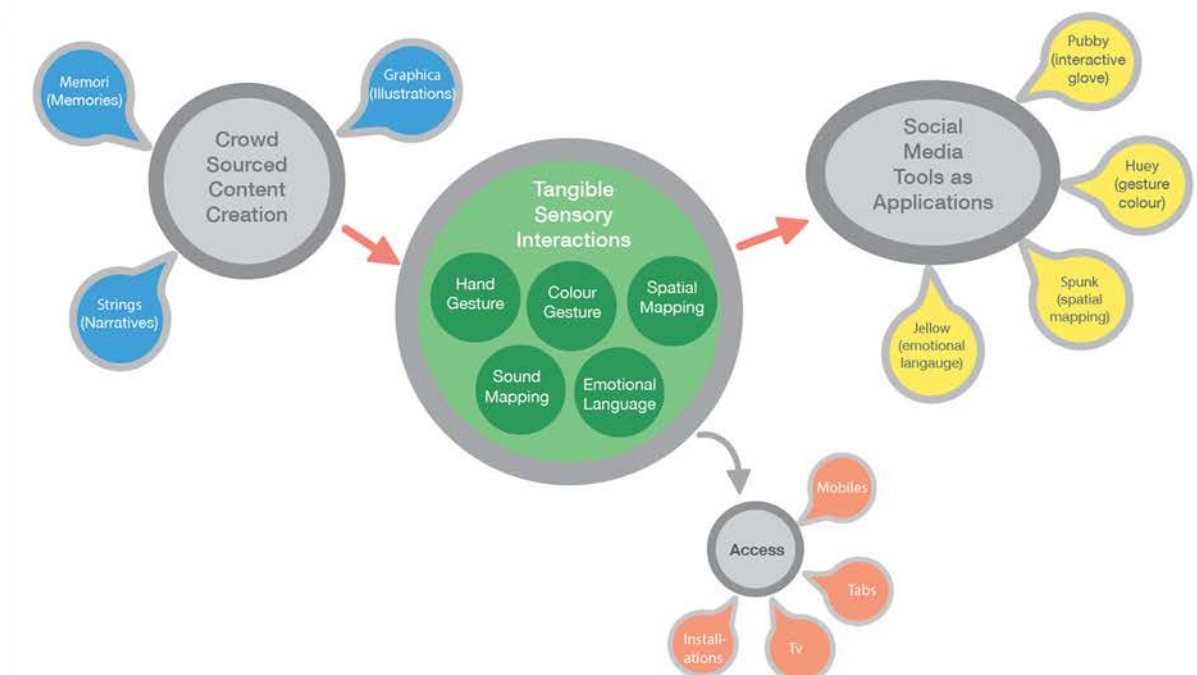 Memori
(Memories)
Graphica
(Illustrations)
Crowd
Sourced
Content
Creation
Strings
(Narratives)
Tangible
Sensory
Interactions
Hand
Gesture
Colour
Gesture
Spatial
Mapping
Sound
Mapping
Emotional
Language
Social
Media
Tools as
Applications
Pubby
(interactive
glove)
Huey
(gesture
colour)
Spunk
(spatial
mapping)
Jellow
(emotional
langauge)
Access
Mobiles
Tabs
Tv
Install-
ations